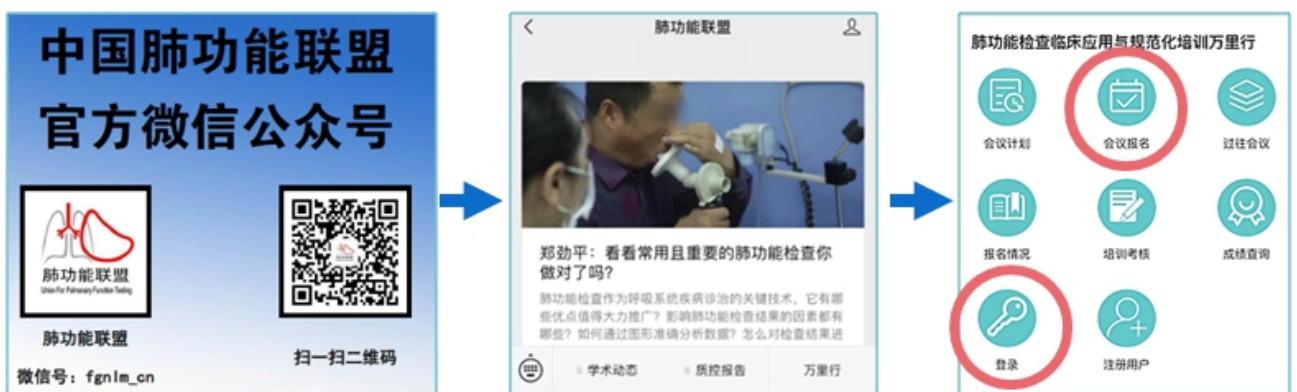 中国肺功能联盟
官方微信公众号
肺功能联盟
Union For Pulmonary Function Testing
肺功能联盟
微信号：fgnlm_cn
扫一扫二维码
肺功能联盟
郑劲平：看看常用且重要的肺功能检查你
做对了吗？
肺功能检查作为呼吸系统疾病诊治的关键技术，它有哪
些优点值得大力推广？影响肺功能检查结果的因素都有
哪些？如何通过图形准确分析数据？怎么对检查结果进
学术动态
质控报告
万里行
肺功能检查临床应用与规范化培训万里行
会议计划
会议报名
过往会议
报名情况
培训考核
成绩查询
登录
注册用户